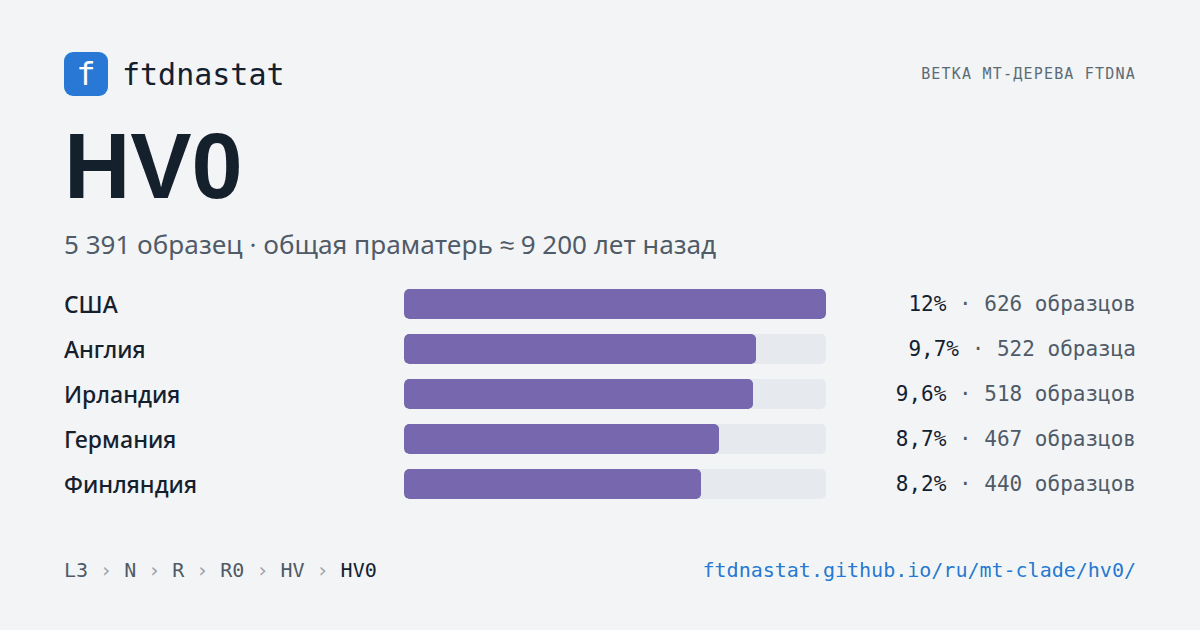 f ftdnastat
ВЕТКА МТ-ДЕРЕВА FTDNA
HV0
5 391 образец · общая праматерь ≈ 9 200 лет назад
США 12% · 626 образцов
Англия 9,7% · 522 образца
Ирландия 9,6% · 518 образцов
Германия 8,7% · 467 образцов
Финляндия 8,2% · 440 образцов
L3 › N › R › R0 › HV › HV0
ftdnastat.github.io/ru/mt-clade/hv0/